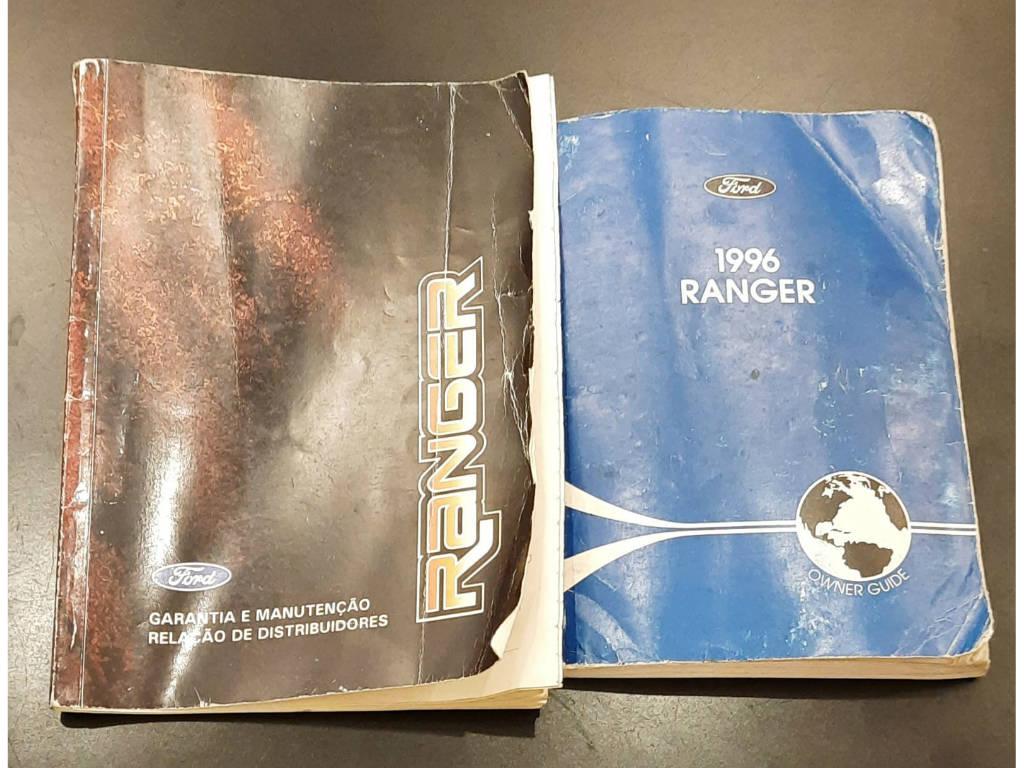 RANGER
Ford
GARANTIA E MANUTENÇÃO
RELAÇÃO DE DISTRIBUIDORES
Ford
1996
RANGER
OWNER GUIDE